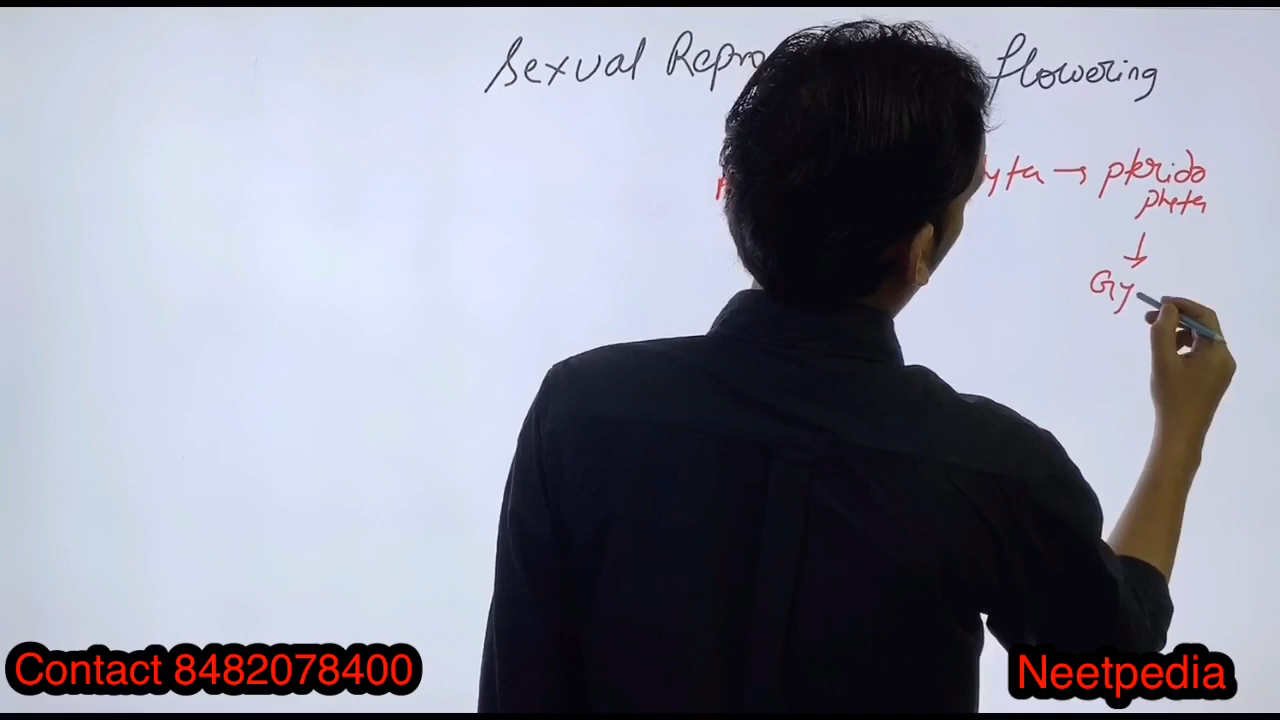 Sexual Repro flowering
yta → pterido
phyta
↓
Gy
Contact 8482078400
Neetpedia